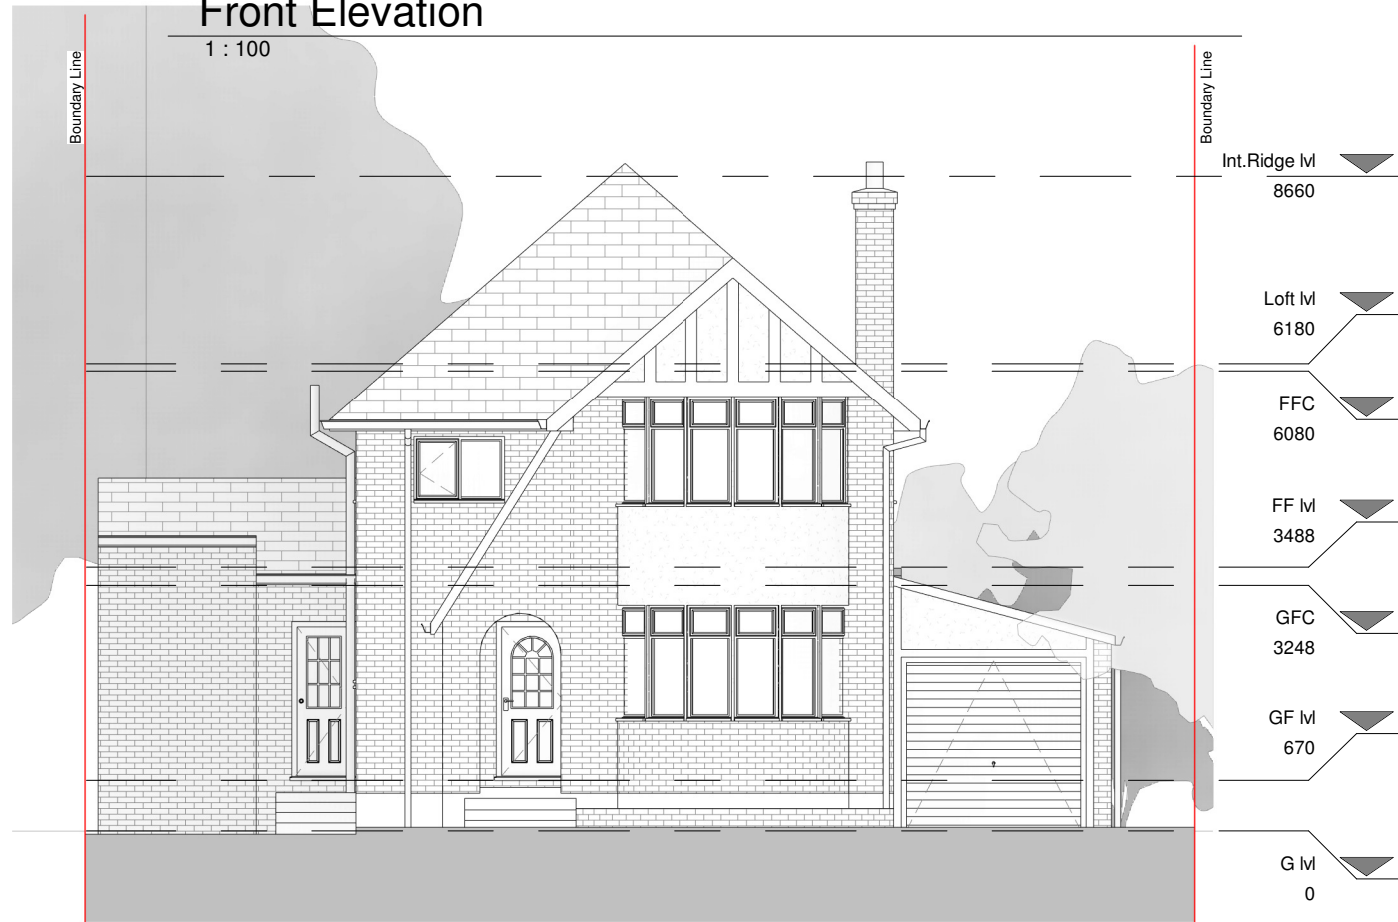 Front Elevation
1 : 100
Boundary Line
Boundary Line
Int.Ridge lvl
8660
Loft lvl
6180
FFC
6080
FF lvl
3488
GFC
3248
GF lvl
670
G lvl
0